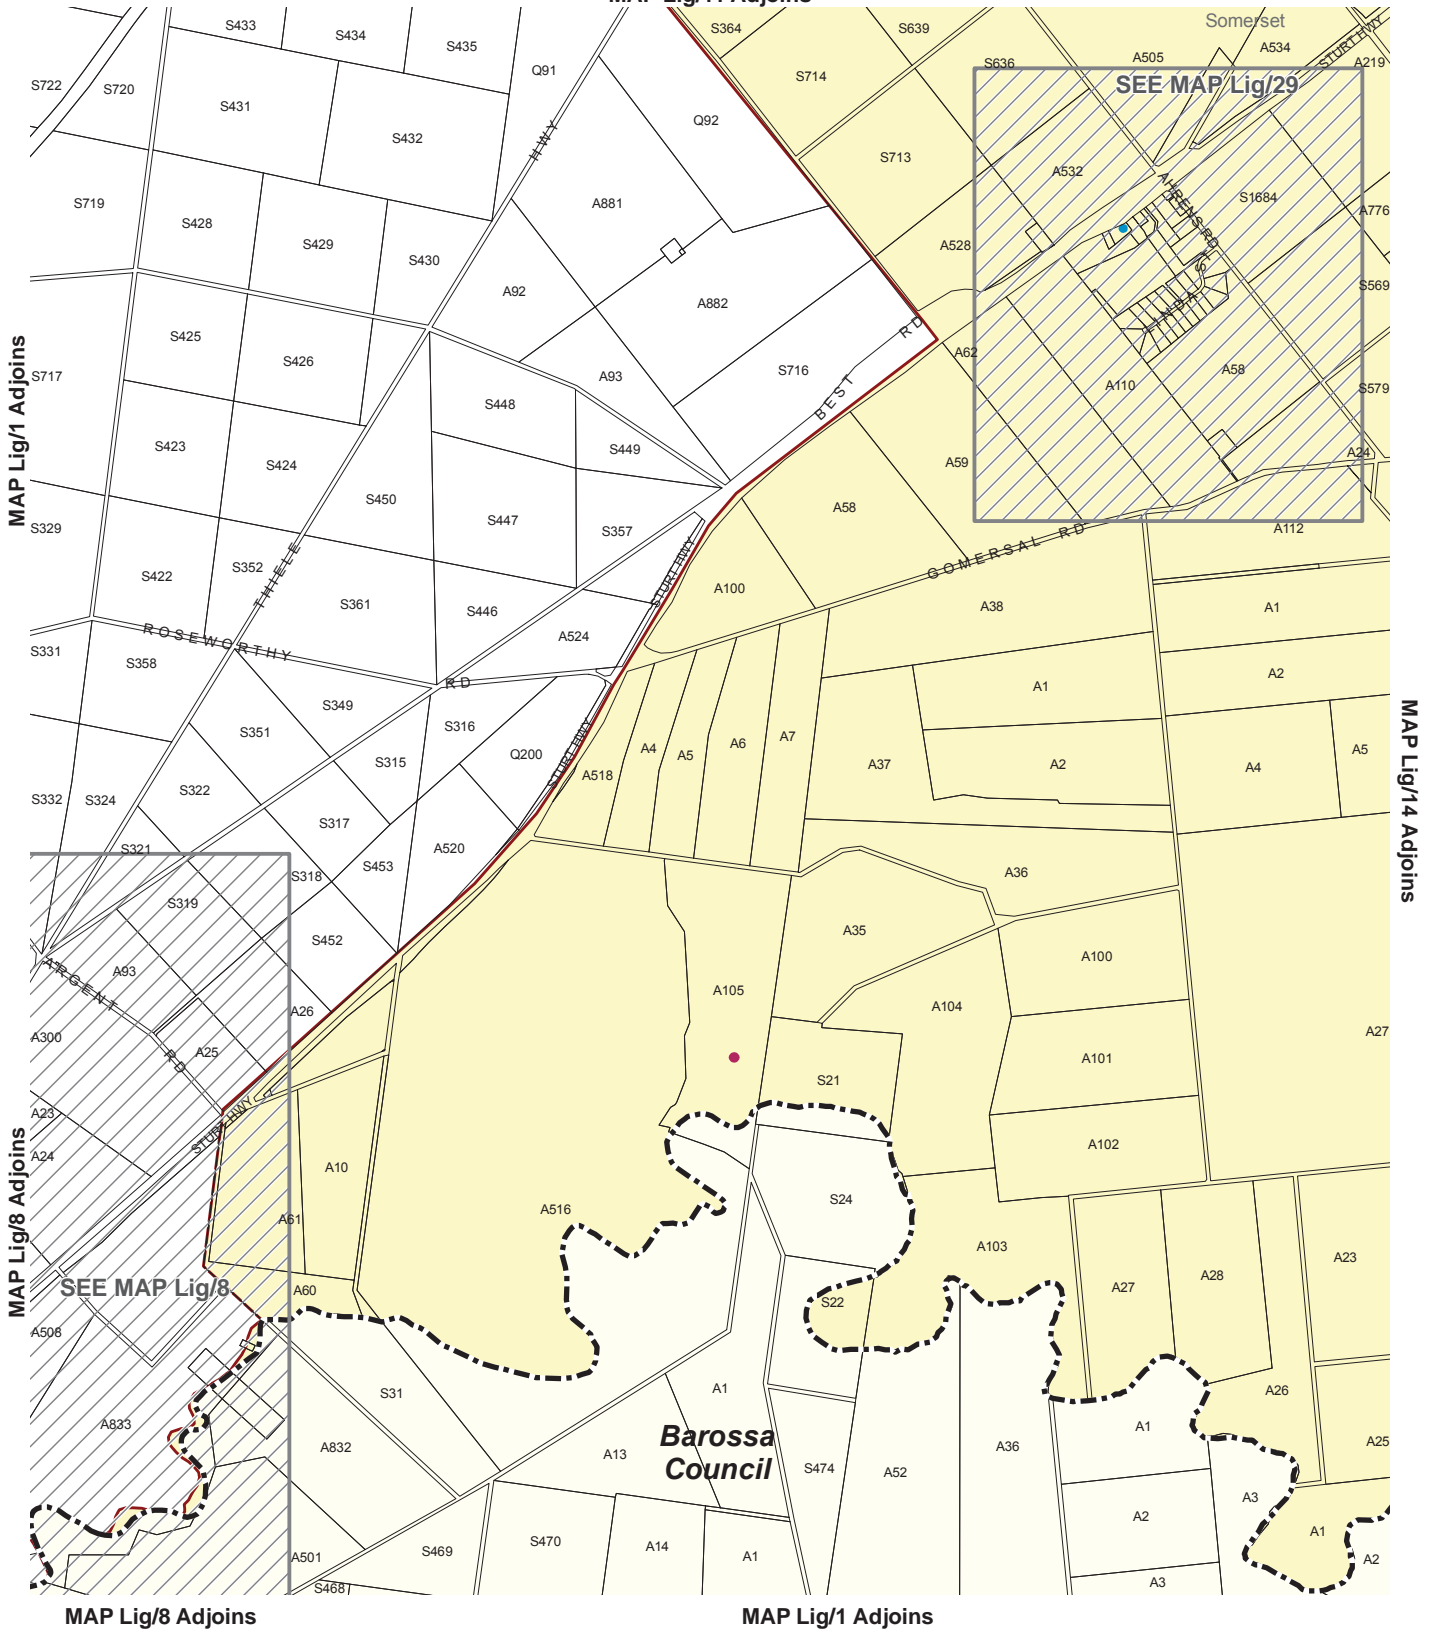 S433
S434
S435
S364
S639
Somerset
A534
STURT HWY
A505
A219
S636
S722
S720
Q91
S714
SEE MAP Lig/29
S431
S432
HWY
Q92
S713
A532
AHRENS RD
S1684
S719
A881
A776
S428
S429
A528
S430
A92
A882
S569
S425
S426
RD
A62
S717
A93
S716
A58
MAP Lig/1 Adjoins
BEST
A110
S579
S448
S423
S449
A24
S424
A59
S450
S447
A58
S329
S357
A112
GOMERSAL RD
S422
S352
THIELE
STURT HWY
A100
S361
S446
A38
A1
ROSEWORTHY
A524
S331
S358
RD
A2
A1
S349
S351
S316
A518
A4
A5
A6
A7
Q200
STURT HWY
A37
A2
A4
A5
MAP Lig/14 Adjoins
S315
S322
S332
S324
S317
S321
A520
S453
S318
A36
S319
S452
A35
A93
ARGENT
A100
A105
A104
A26
A300
A25
RD
A27
A101
S21
A23
STURT HWY
A24
A10
A102
MAP Lig/8 Adjoins
A61
A516
S24
A103
A27
A28
A23
SEE MAP Lig/8
A60
S22
A508
S31
A1
A26
A833
A832
A13
Barossa
Council
S474
A52
A36
A1
A25
A3
A2
A1
A501
S469
S470
A14
A1
A2
S468
A3
MAP Lig/8 Adjoins
MAP Lig/1 Adjoins